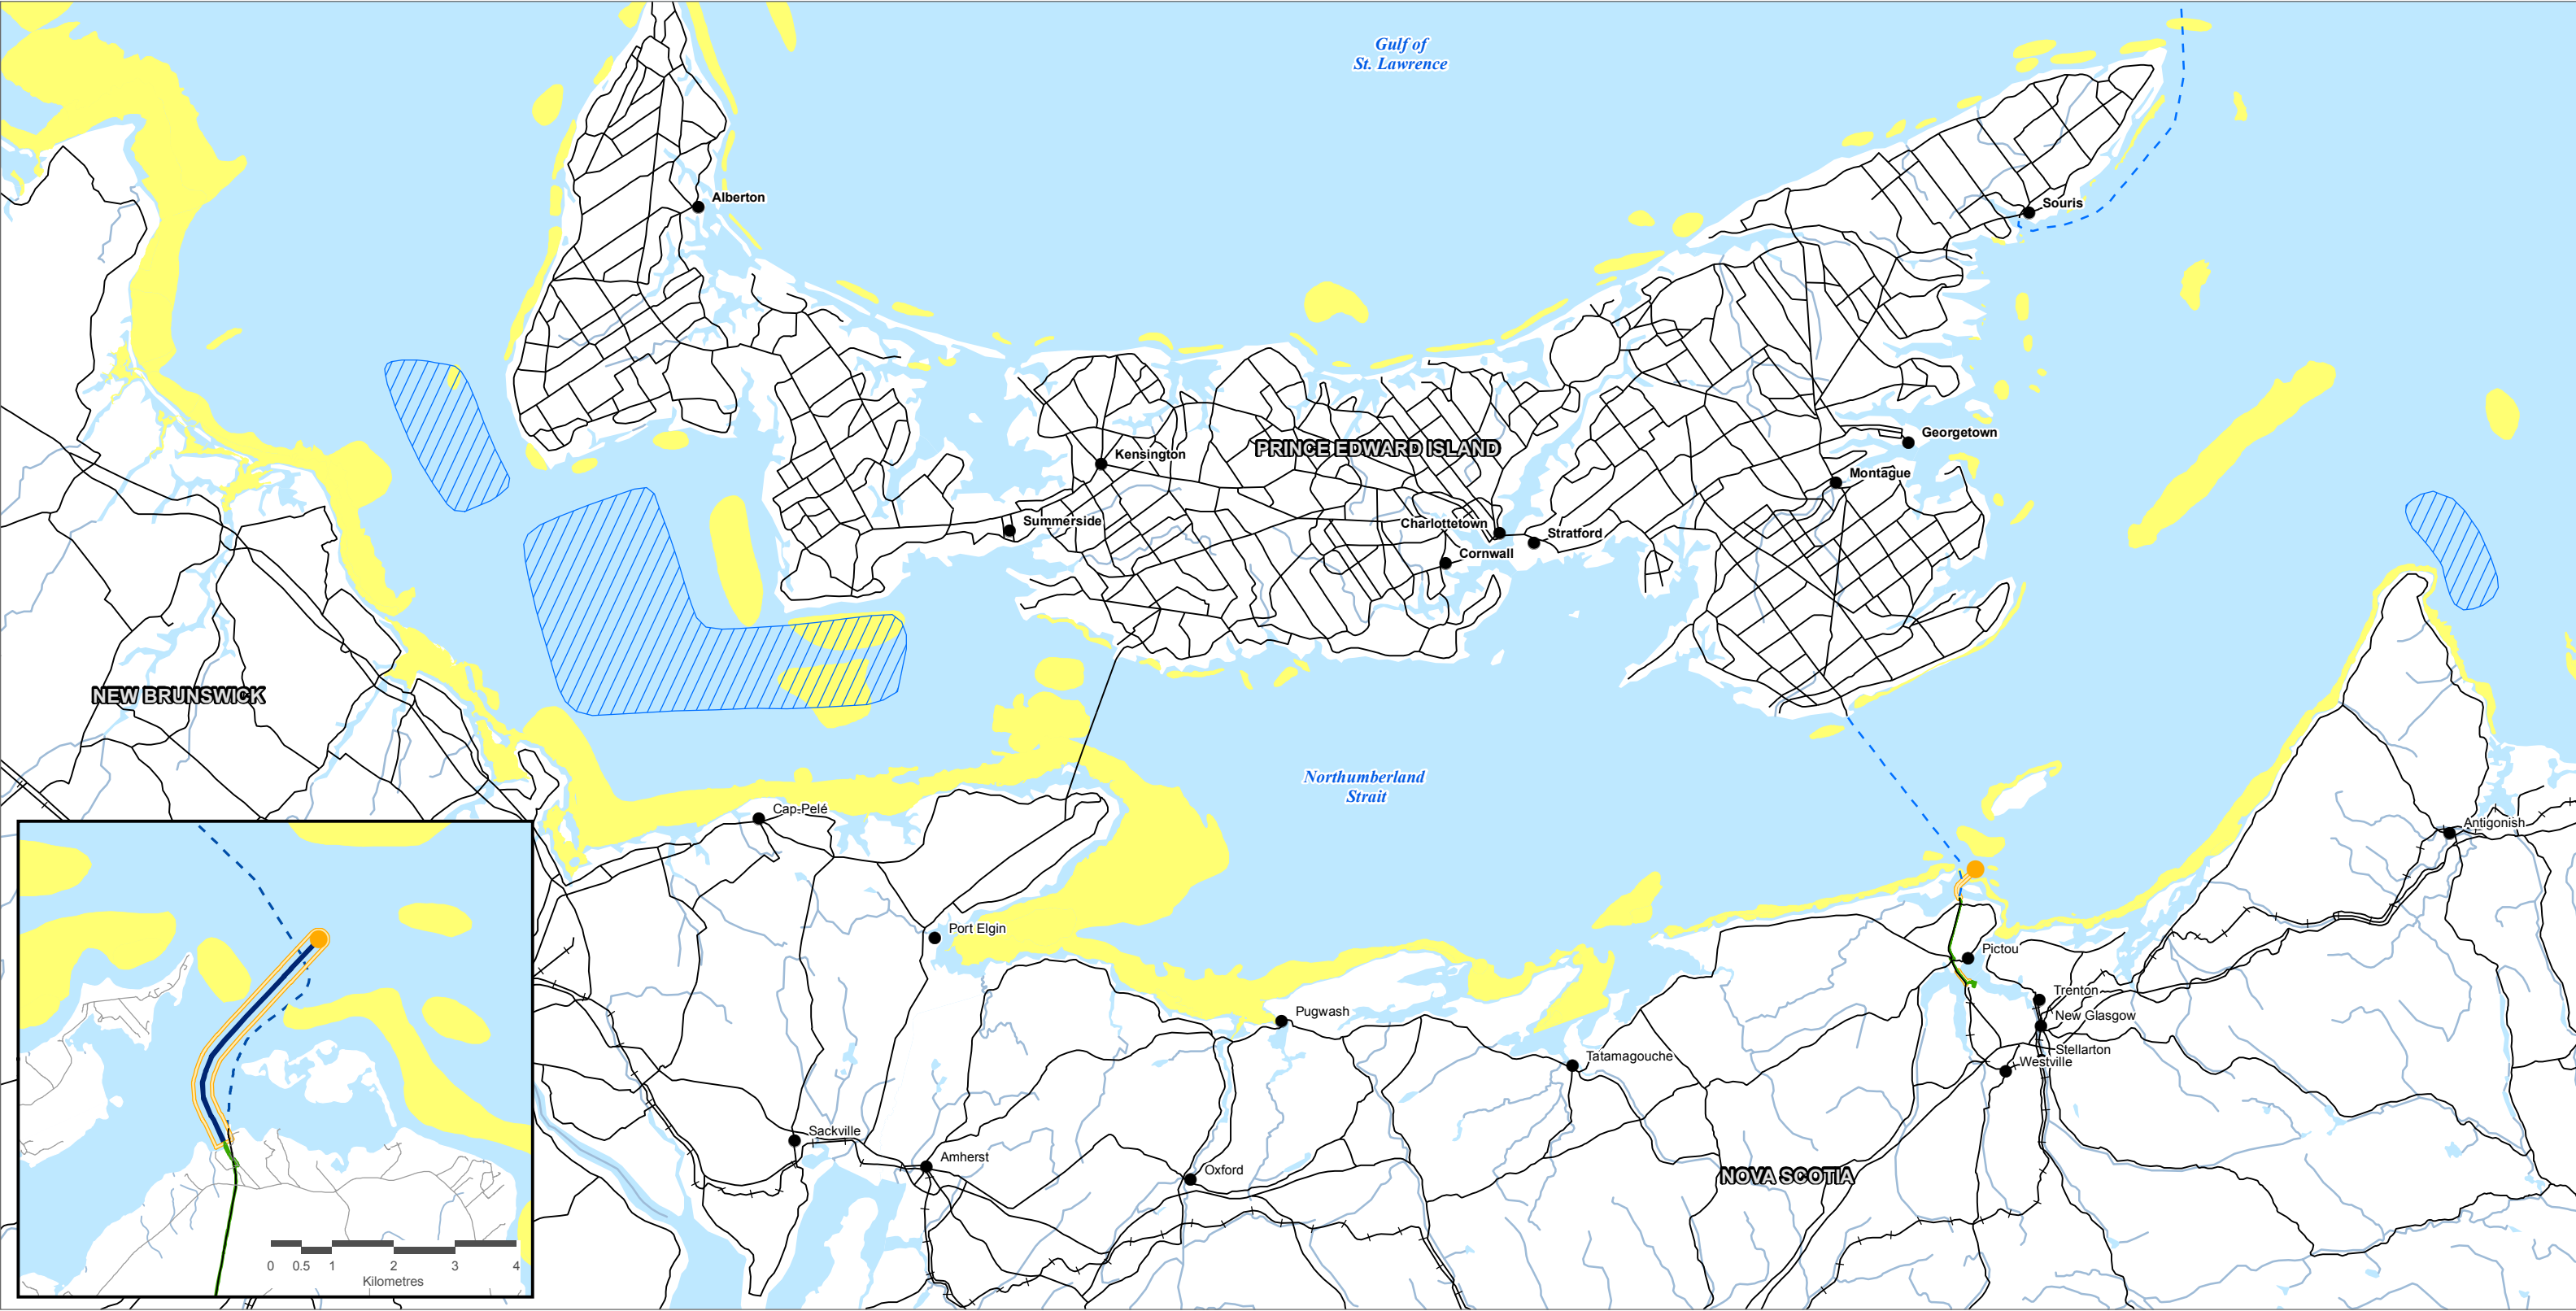 Gulf of
St. Lawrence
Alberton
Souris
Georgetown
PRINCE EDWARD ISLAND
Kensington
Montague
Summerside
Charlottetown
Stratford
Cornwall
NEW BRUNSWICK
Northumberland
Strait
Cap-Pelé
Antigonish
Port Elgin
Pictou
Trenton
Pugwash
New Glasgow
Stellarton
Tatamagouche
Westville
Sackville
Amherst
Oxford
NOVA SCOTIA
0 0.5 1 2 3 4
Kilometres